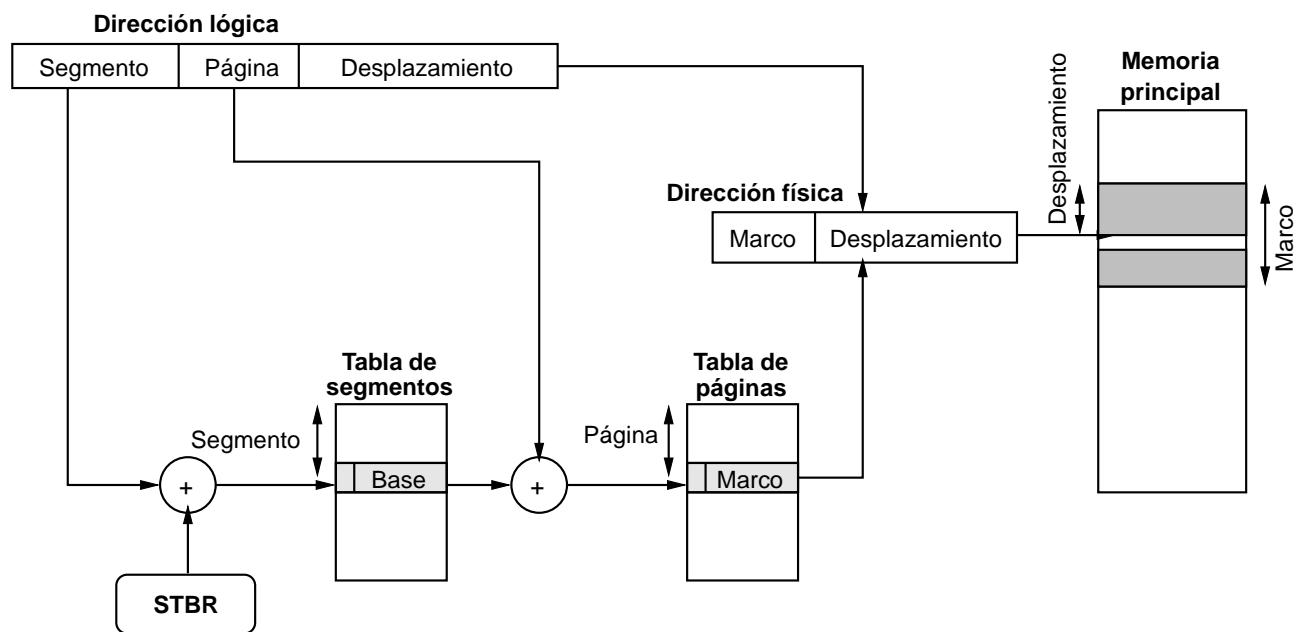 Dirección lógica
Segmento
Página
Desplazamiento
Memoria
principal
Desplazamiento
Marco
Dirección física
Marco
Desplazamiento
Tabla de
segmentos
Tabla de
páginas
Segmento
Página
+
Base
+
Marco
STBR